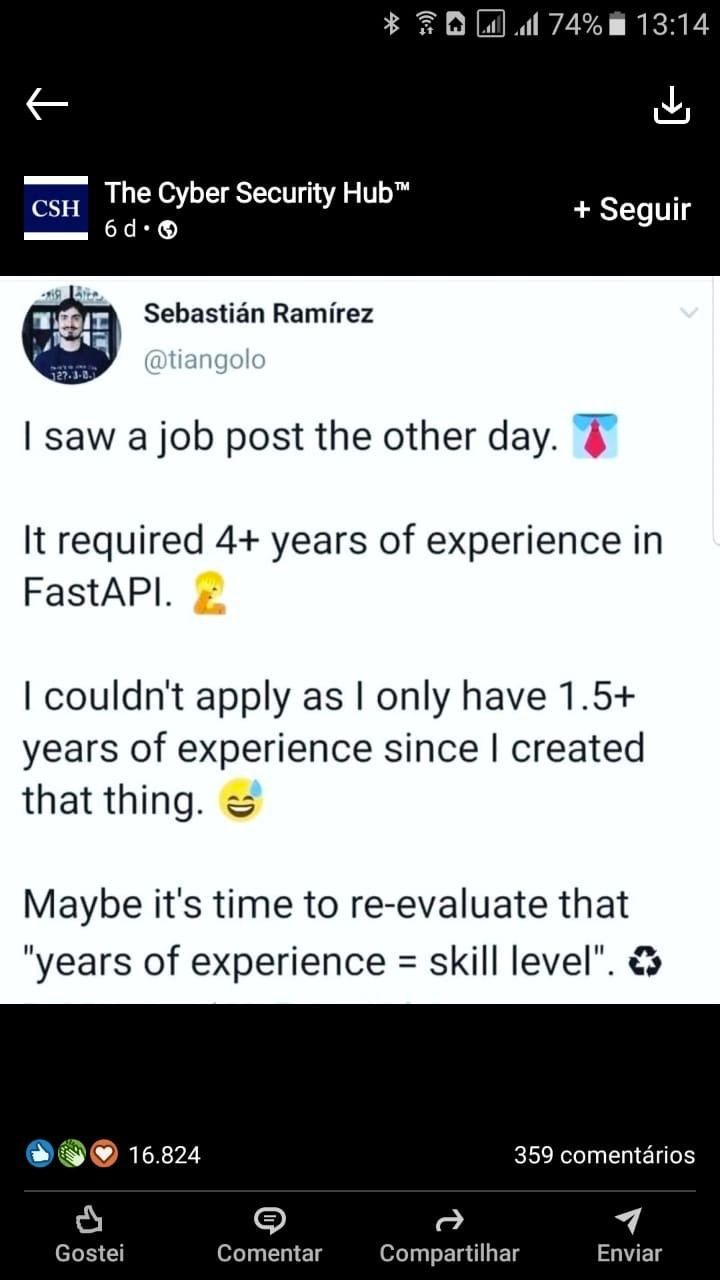 74% 13:14
CSH
The Cyber Security Hub™
6 d •
+ Seguir
Sebastián Ramírez
@tiangolo
I saw a job post the other day. 👔
It required 4+ years of experience in
FastAPI. 🤦
I couldn't apply as I only have 1.5+
years of experience since I created
that thing. 😅
Maybe it's time to re-evaluate that
"years of experience = skill level". ♻
16.824
359 comentários
Gostei
Comentar
Compartilhar
Enviar